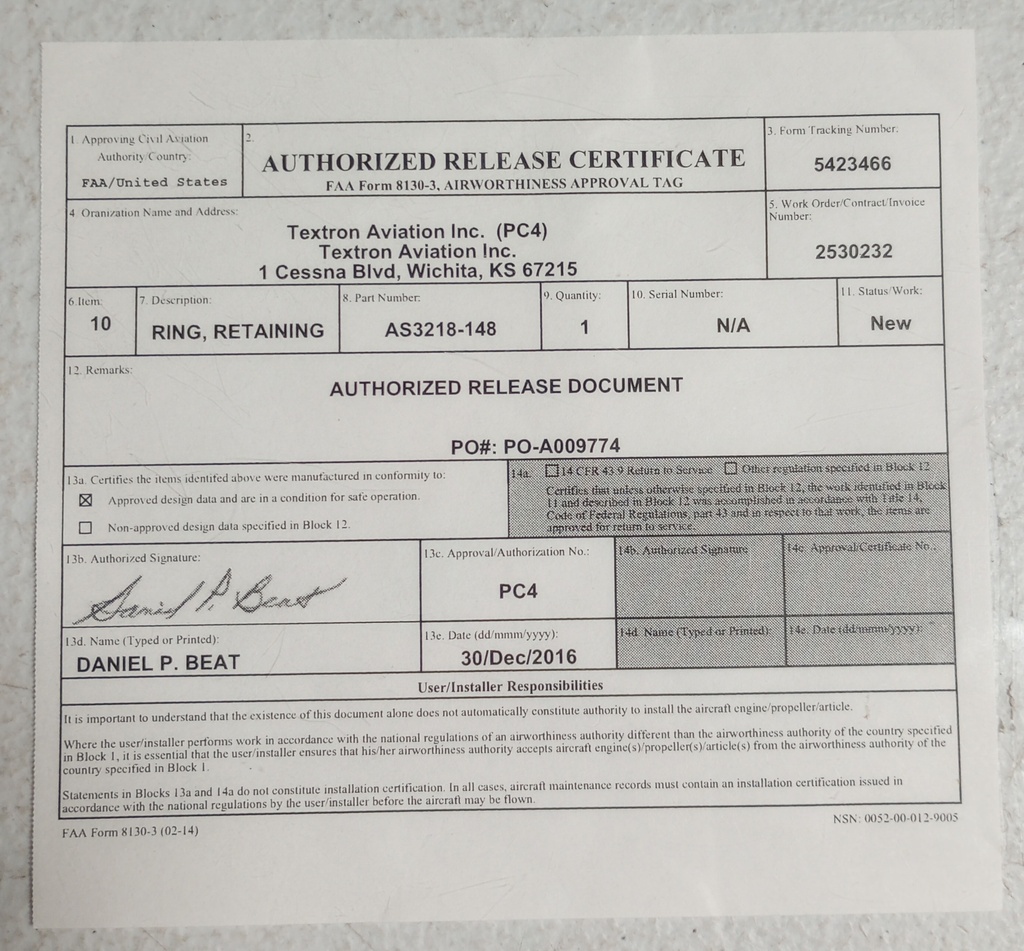 1. Approving Civil Aviation
Authority Country:
FAA/United States
2.
AUTHORIZED RELEASE CERTIFICATE
FAA Form 8130-3, AIRWORTHINESS APPROVAL TAG
3. Form Tracking Number:
5423466
4. Oranization Name and Address:
Textron Aviation Inc. (PC4)
Textron Aviation Inc.
1 Cessna Blvd, Wichita, KS 67215
5. Work Order/Contract/Invoice
Number:
2530232
6.Item:
10
7. Description:
RING, RETAINING
8. Part Number:
AS3218-148
9. Quantity:
1
10. Serial Number:
N/A
11. Status/Work:
New
12. Remarks:
AUTHORIZED RELEASE DOCUMENT
PO#: PO-A009774
13a. Certifies the items identifed above were manufactured in conformity to:
Approved design data and are in a condition for safe operation.
Non-approved design data specified in Block 12.
14a. 14 CFR 43.9 Return to Service Other regulation specified in Block 12
Certifies that unless otherwise specified in Block 12, the work identified in Block
11 and described in Block 12 was accomplished in accordance with Title 14,
Code of Federal Regulations, part 43 and in respect to that work, the items are
approved for return to service.
13b. Authorized Signature:
Daniel P. Beat
13c. Approval/Authorization No.:
PC4
14b. Authorized Signature
14c. Approval/Certificate No.:
13d. Name (Typed or Printed):
DANIEL P. BEAT
13e. Date (dd/mmm/yyyy):
30/Dec/2016
14d. Name (Typed or Printed):
14e. Date (dd/mmm/yyyy):
User/Installer Responsibilities
It is important to understand that the existence of this document alone does not automatically constitute authority to install the aircraft engine/propeller/article.
Where the user/installer performs work in accordance with the national regulations of an airworthiness authority different than the airworthiness authority of the country specified
in Block 1, it is essential that the user/installer ensures that his/her airworthiness authority accepts aircraft engine(s)/propeller(s)/article(s) from the airworthiness authority of the
country specified in Block 1.
Statements in Blocks 13a and 14a do not constitute installation certification. In all cases, aircraft maintenance records must contain an installation certification issued in
accordance with the national regulations by the user/installer before the aircraft may be flown.
FAA Form 8130-3 (02-14)
NSN: 0052-00-012-9005